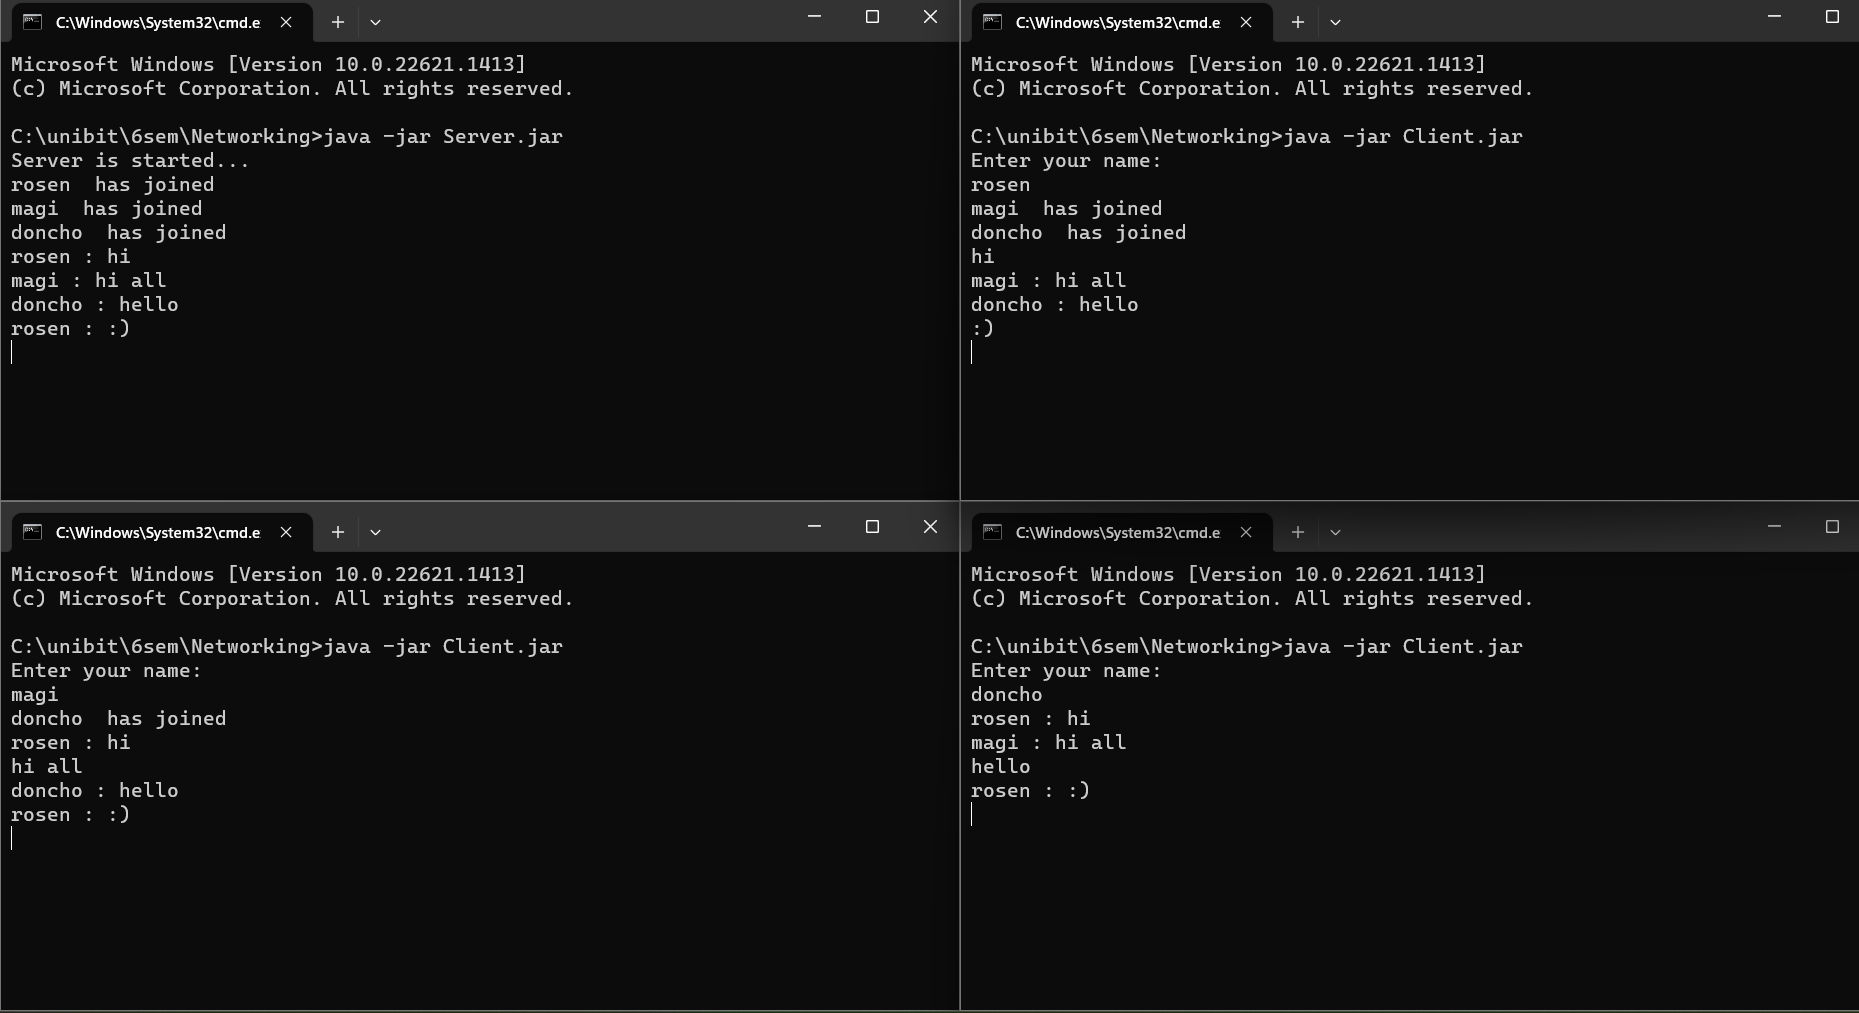 C:\Windows\System32\cmd.e
Microsoft Windows [Version 10.0.22621.1413]
(c) Microsoft Corporation. All rights reserved.
C:\unibit\6sem\Networking>java -jar Server.jar
Server is started...
rosen  has joined
magi  has joined
doncho  has joined
rosen : hi
magi : hi all
doncho : hello
rosen : :)
C:\Windows\System32\cmd.e
Microsoft Windows [Version 10.0.22621.1413]
(c) Microsoft Corporation. All rights reserved.
C:\unibit\6sem\Networking>java -jar Client.jar
Enter your name:
rosen
magi  has joined
doncho  has joined
hi
magi : hi all
doncho : hello
:)
C:\Windows\System32\cmd.e
Microsoft Windows [Version 10.0.22621.1413]
(c) Microsoft Corporation. All rights reserved.
C:\unibit\6sem\Networking>java -jar Client.jar
Enter your name:
magi
doncho  has joined
rosen : hi
hi all
doncho : hello
rosen : :)
C:\Windows\System32\cmd.e
Microsoft Windows [Version 10.0.22621.1413]
(c) Microsoft Corporation. All rights reserved.
C:\unibit\6sem\Networking>java -jar Client.jar
Enter your name:
doncho
rosen : hi
magi : hi all
hello
rosen : :)